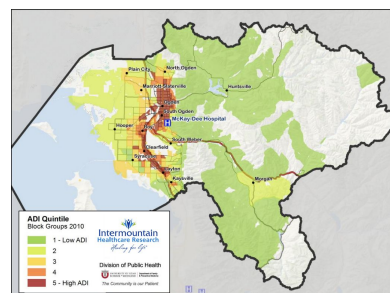 Plain City
North Ogden
Marriott-Slaterville
Huntsville
South Ogden
McKay-Dee Hospital
Hooper
South Weber
Clearfield
Syracuse
Layton
Kaysville
Morgan
ADI Quintile
Block Groups 2010
1 - Low ADI
2
3
4
5 - High ADI
Intermountain
Healthcare Research
Healing for life
Division of Public Health
The Community is our Patient